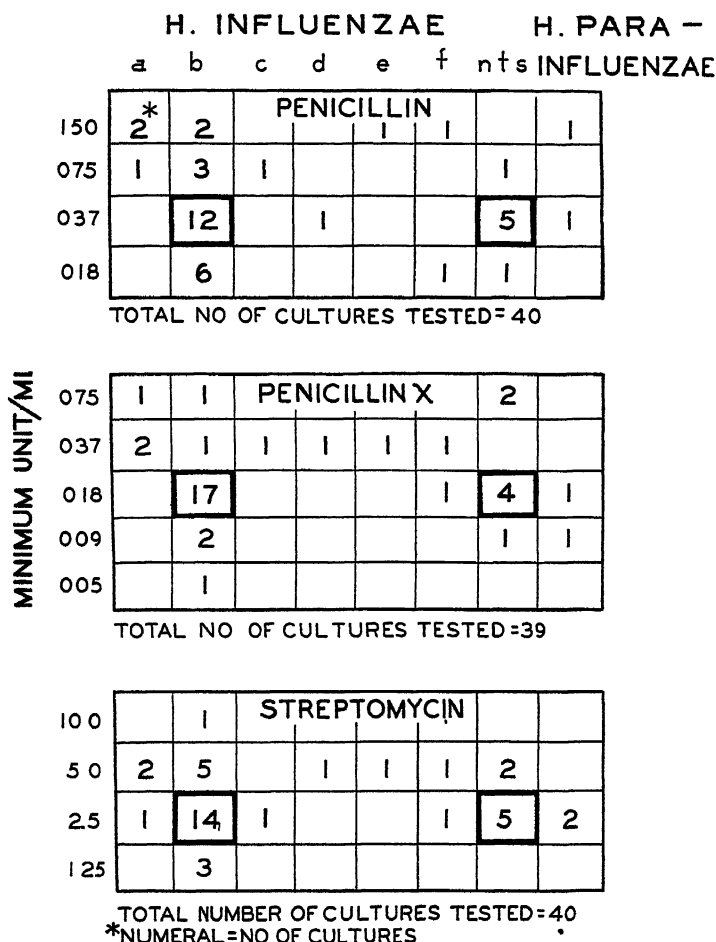 H. INFLUENZAE H. PARA-
a b c d e f nts INFLUENZAE
PENICILLIN
150 2* 2 1 1 1
075 1 3 1 1
037 12 1 5 1
018 6 1 1
TOTAL NO OF CULTURES TESTED=40
MINIMUM UNIT/Ml
075 1 1 PENICILLIN X 2
037 2 1 1 1 1 1
018 17 1 4 1
009 2 1 1
005 1
TOTAL NO OF CULTURES TESTED=39
100 1 STREPTOMYCIN
50 2 5 1 1 1 2
25 1 14 1 1 5 2
125 3
TOTAL NUMBER OF CULTURES TESTED=40
*NUMERAL=NO OF CULTURES